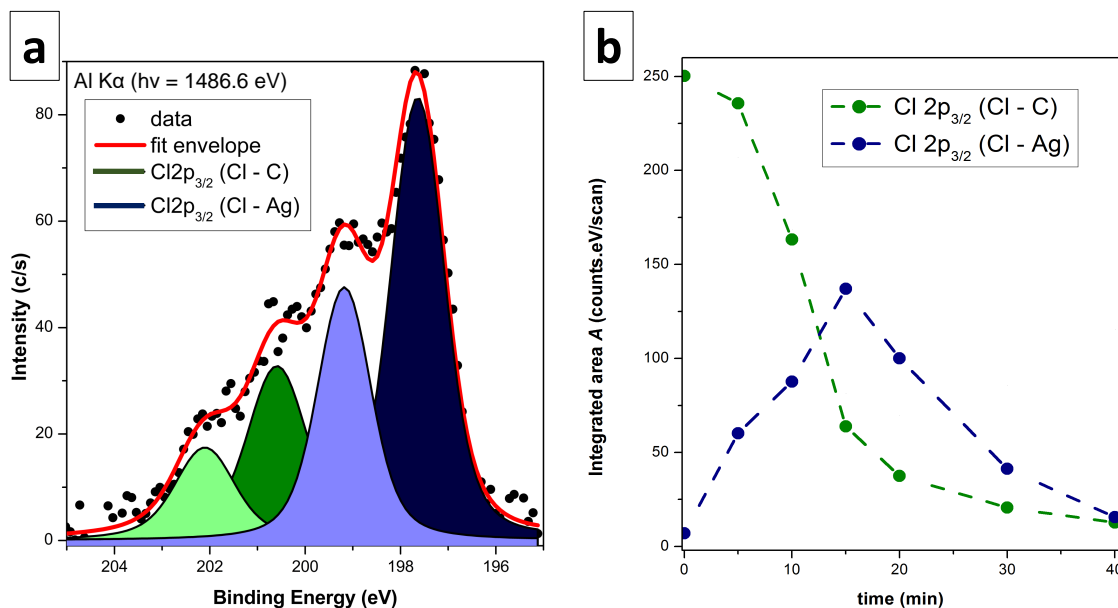 a
Al Kα (hν = 1486.6 eV)
data
fit envelope
Cl2p3/2 (Cl - C)
Cl2p3/2 (Cl - Ag)
80
60
40
20
0
Intensity (c/s)
204
202
200
198
196
Binding Energy (eV)
b
Cl 2p3/2 (Cl - C)
Cl 2p3/2 (Cl - Ag)
250
200
150
100
50
0
Integrated area A (counts.eV/scan)
0
10
20
30
40
time (min)